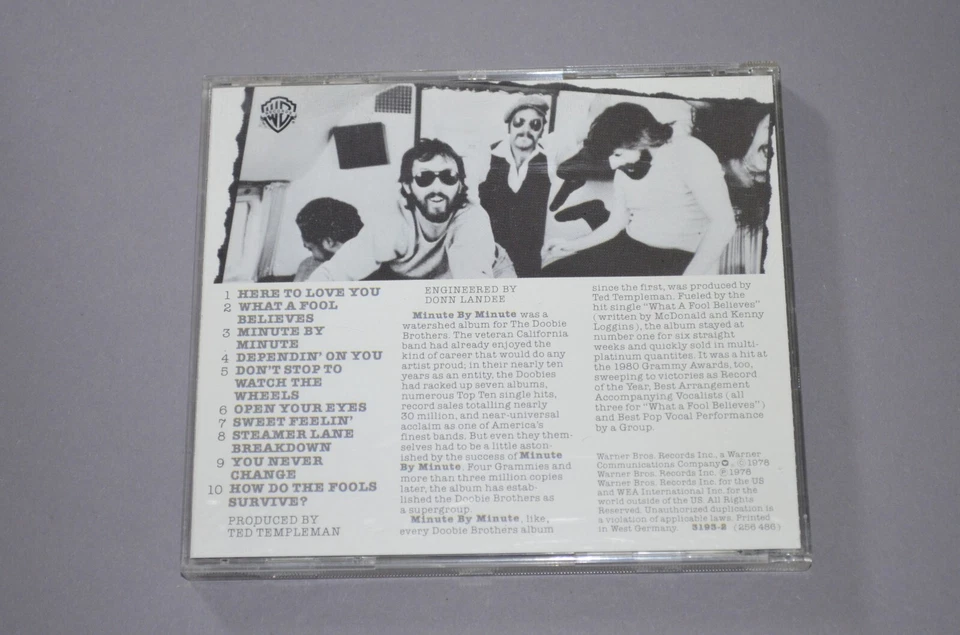 1 HERE TO LOVE YOU
2 WHAT A FOOL
BELIEVES
3 MINUTE BY
MINUTE
4 DEPENDIN' ON YOU
5 DON'T STOP TO
WATCH THE
WHEELS
6 OPEN YOUR EYES
7 SWEET FEELIN'
8 STEAMER LANE
BREAKDOWN
9 YOU NEVER
CHANGE
10 HOW DO THE FOOLS
SURVIVE?
PRODUCED BY
TED TEMPLEMAN
ENGINEERED BY
DONN LANDEE
Minute By Minute was a
watershed album for The Doobie
Brothers. The veteran California
band had already enjoyed the
kind of career that would do any
artist proud; in their nearly ten
years as an entity, the Doobies
had racked up seven albums,
numerous Top Ten single hits,
record sales totalling nearly
30 million, and near-universal
acclaim as one of America's
finest bands. But even they them-
selves had to be a little aston-
ished by the success of Minute
By Minute. Four Grammies and
more than three million copies
later, the album has estab-
lished the Doobie Brothers as
a supergroup.
Minute By Minute, like
every Doobie Brothers album
since the first, was produced by
Ted Templeman. Fueled by the
hit single "What A Fool Believes"
(written by McDonald and Kenny
Loggins), the album stayed at
number one for six straight
weeks and quickly sold in multi-
platinum quantites. It was a hit at
the 1980 Grammy Awards, too,
sweeping to victories as Record
of the Year, Best Arrangement
Accompanying Vocalists (all
three for "What a Fool Believes")
and Best Pop Vocal Performance
by a Group.
Warner Bros. Records Inc., a Warner
Communications Company, ©1978
Warner Bros. Records Inc. ℗1978
Warner Bros. Records Inc. for the US
and WEA International Inc. for the
world outside of the US. All Rights
Reserved. Unauthorized duplication is
a violation of applicable laws. Printed
in West Germany. 3193-2 (256 486)